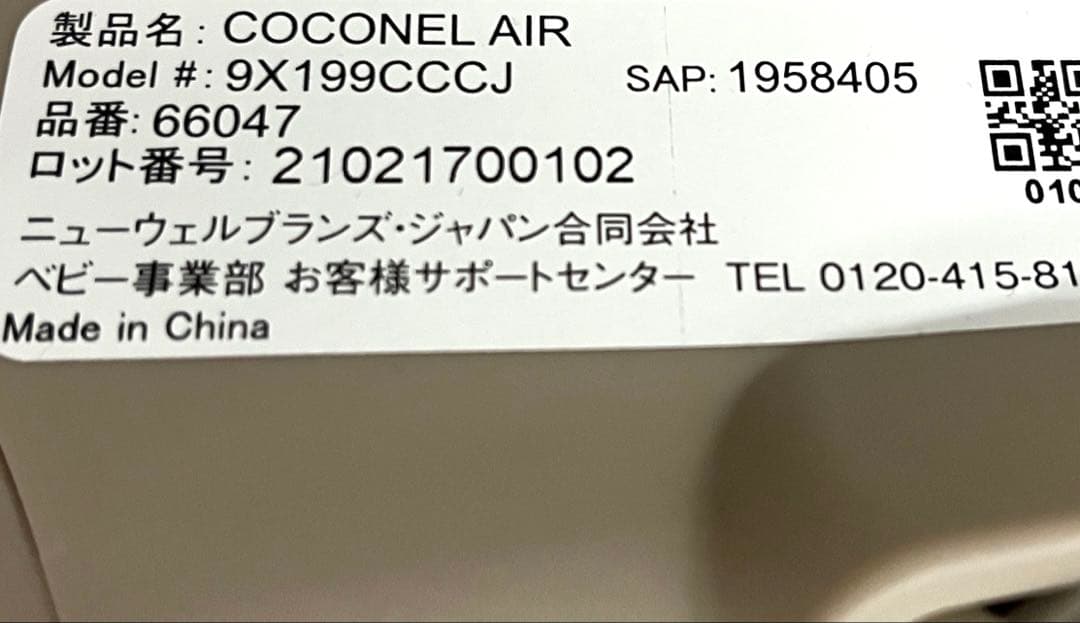 製品名: COCONEL AIR
Model #: 9X199CCCJ SAP: 1958405
品番: 66047
ロット番号: 21021700102
010
ニューウェルブランズ・ジャパン合同会社
ベビー事業部 お客様サポートセンター TEL 0120-415-81
Made in China